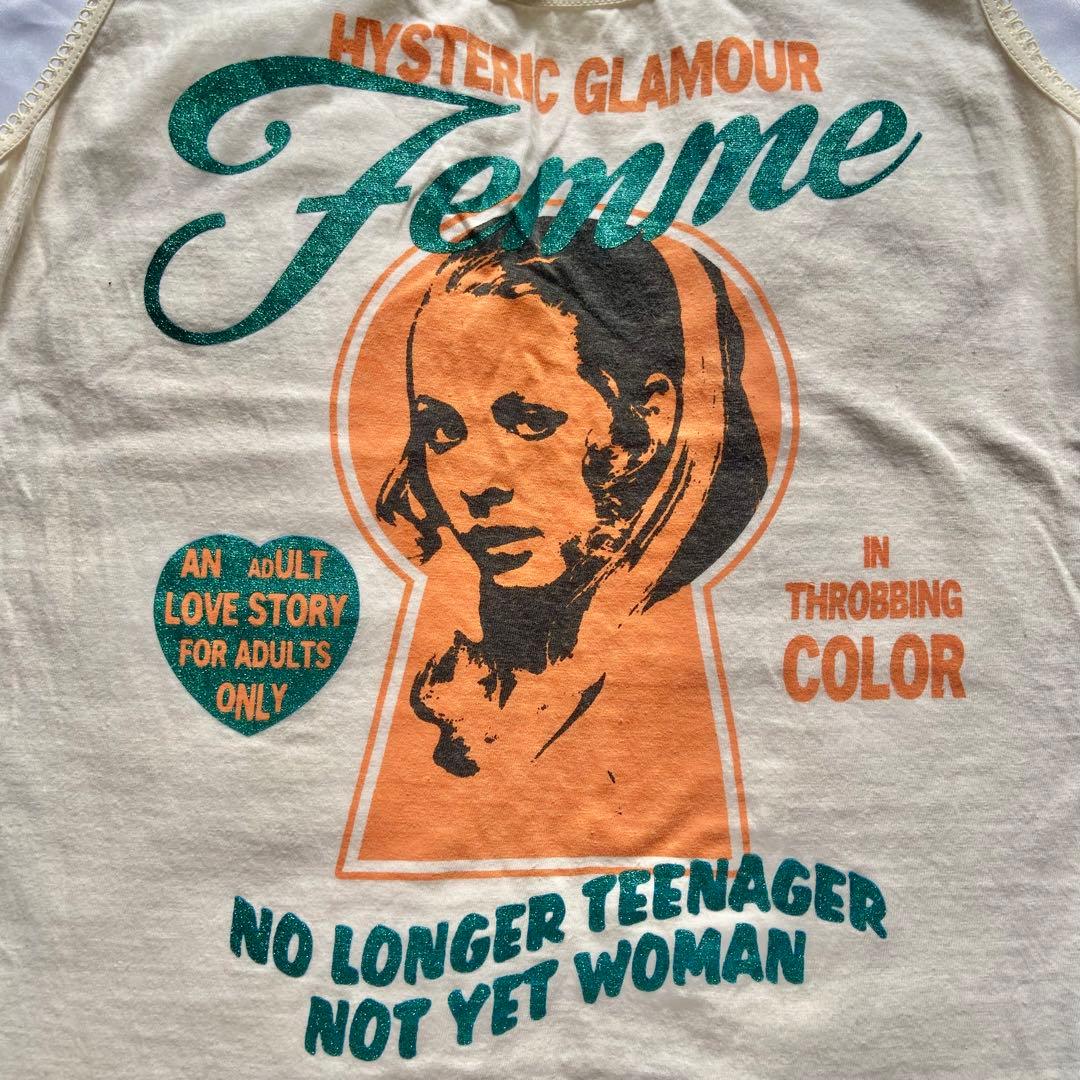 HYSTERIC GLAMOUR
Femme
AN ADULT
LOVE STORY
FOR ADULTS
ONLY
IN
THROBBING
COLOR
NO LONGER TEENAGER
NOT YET WOMAN